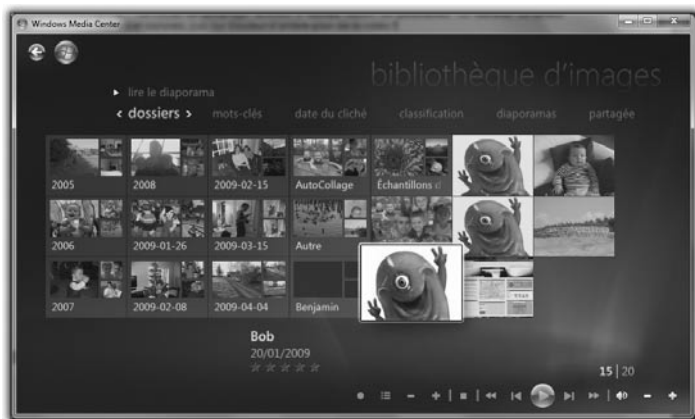 Windows Media Center
bibliothèque d'images
lire le diaporama
dossiers mots-clés date du cliché classification diaporamas partagée
2005 2008 2009-02-15 AutoCollage Échantillons d
2006 2009-01-26 2009-03-15 Autre
2007 2009-02-08 2009-04-04 Benjamin
Bob
20/01/2009
15 | 20